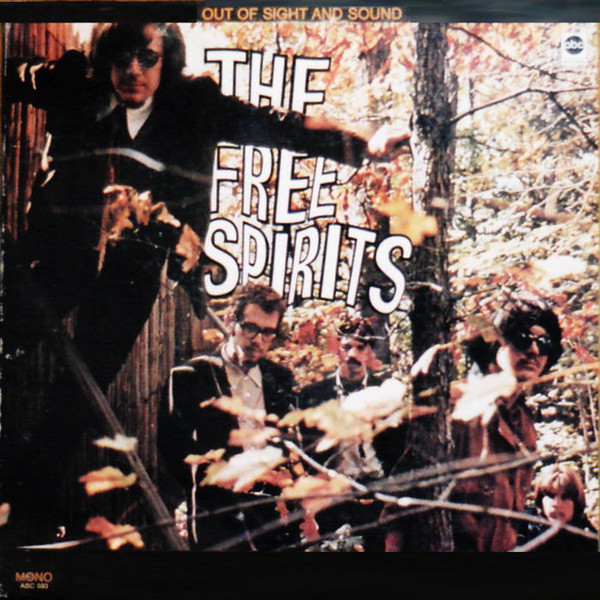 OUT OF SIGHT AND SOUND
abc
THE
FREE
SPIRITS
MONO
ABC 593